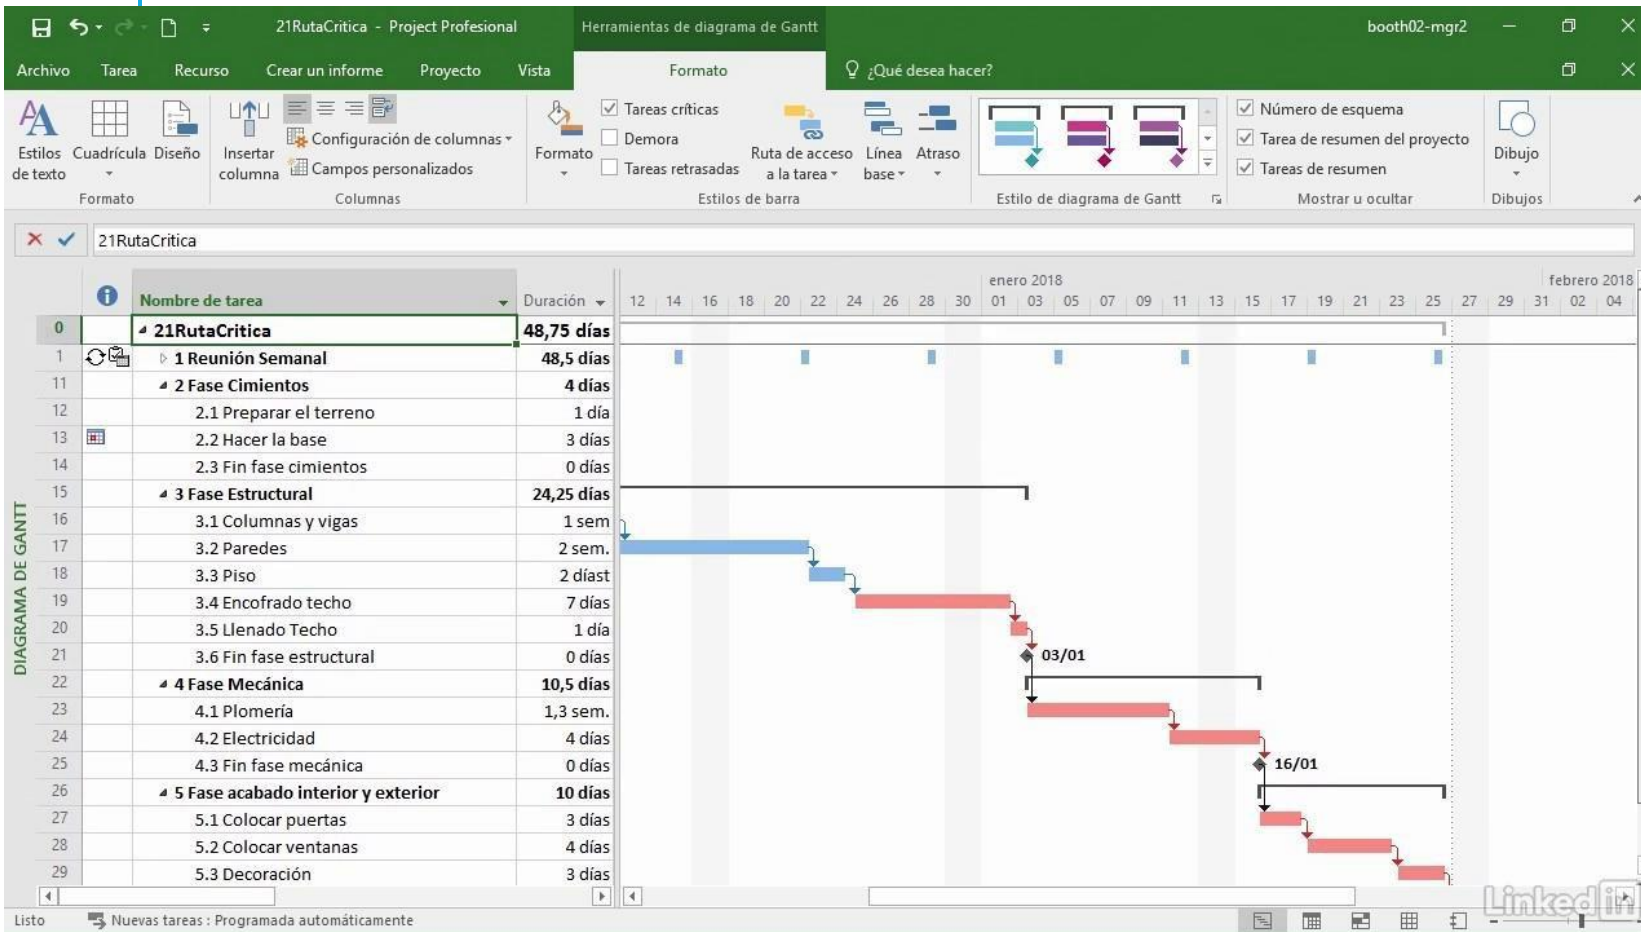 21RutaCritica - Project Profesional
Herramientas de diagrama de Gantt
booth02-mgr2
Archivo Tarea Recurso Crear un informe Proyecto Vista Formato ¿Qué desea hacer?
Estilos de texto
Cuadrícula
Diseño
Formato
Insertar columna
Configuración de columnas
Campos personalizados
Columnas
Formato
Tareas críticas
Demora
Tareas retrasadas
Ruta de acceso a la tarea
Línea base
Atraso
Estilos de barra
Estilo de diagrama de Gantt
Número de esquema
Tarea de resumen del proyecto
Tareas de resumen
Mostrar u ocultar
Dibujo
Dibujos
21RutaCritica
enero 2018 febrero 2018
Nombre de tarea Duración 12 14 16 18 20 22 24 26 28 30 01 03 05 07 09 11 13 15 17 19 21 23 25 27 29 31 02 04
0 21RutaCritica 48,75 días
1 1 Reunión Semanal 48,5 días
11 2 Fase Cimientos 4 días
12 2.1 Preparar el terreno 1 día
13 2.2 Hacer la base 3 días
14 2.3 Fin fase cimientos 0 días
15 3 Fase Estructural 24,25 días
16 3.1 Columnas y vigas 1 sem
17 3.2 Paredes 2 sem.
18 3.3 Piso 2 díast
19 3.4 Encofrado techo 7 días
20 3.5 Llenado Techo 1 día
21 3.6 Fin fase estructural 0 días 03/01
22 4 Fase Mecánica 10,5 días
23 4.1 Plomería 1,3 sem.
24 4.2 Electricidad 4 días
25 4.3 Fin fase mecánica 0 días 16/01
26 5 Fase acabado interior y exterior 10 días
27 5.1 Colocar puertas 3 días
28 5.2 Colocar ventanas 4 días
29 5.3 Decoración 3 días
DIAGRAMA DE GANTT
Listo Nuevas tareas : Programada automáticamente
Linked in